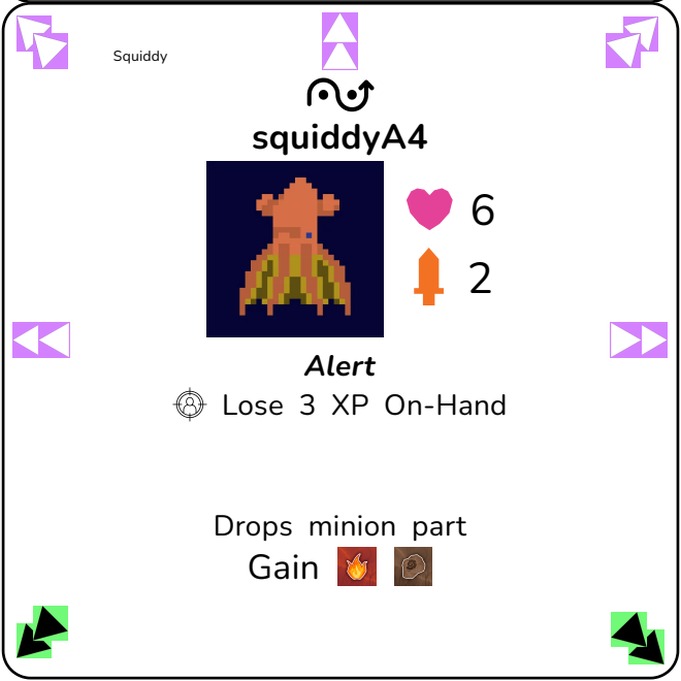 Squiddy
squiddyA4
6
2
Alert
Lose 3 XP On-Hand
Drops minion part
Gain